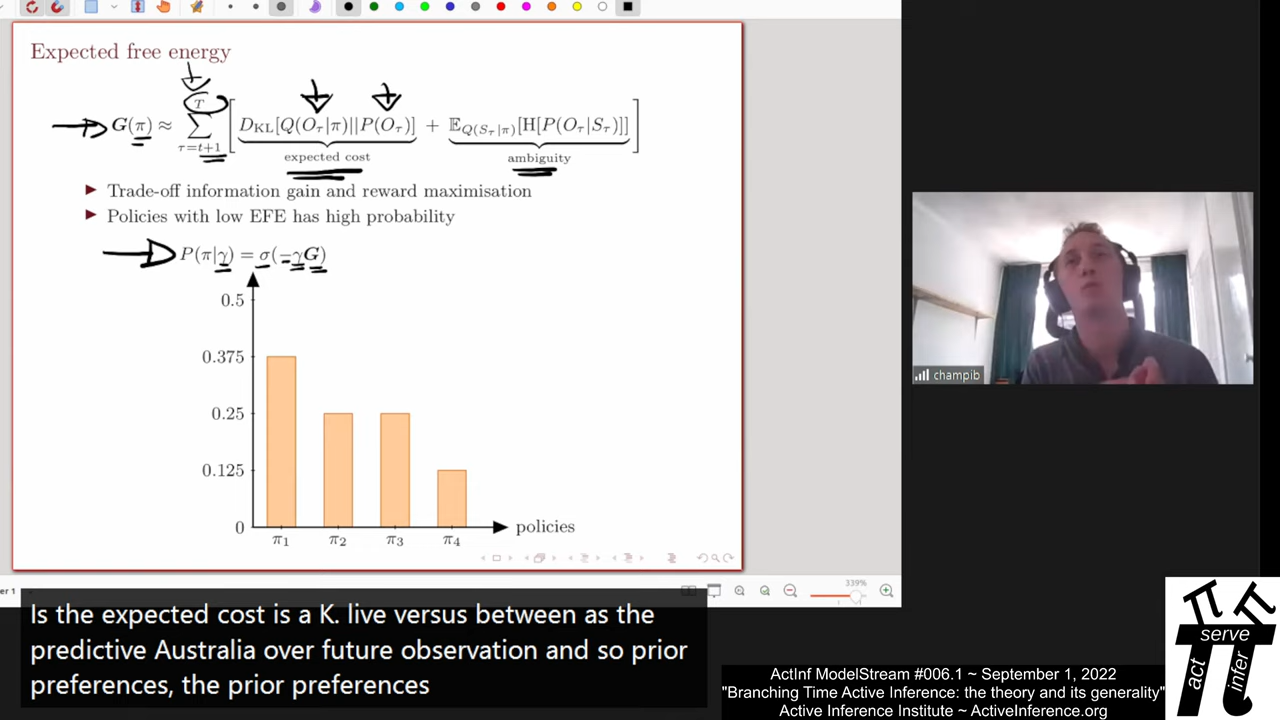 Expected free energy
G(π) ≈ ∑_{τ=t+1}^{T} [ D_KL[Q(O_τ|π)||P(O_τ)] + 𝔼_{Q(S_τ|π)}[H[P(O_τ|S_τ)]] ]
expected cost ambiguity
► Trade-off information gain and reward maximisation
► Policies with low EFE has high probability
P(π|γ) = σ(−γG)
0.5
0.375
0.25
0.125
0
π₁ π₂ π₃ π₄
policies
champib
339%
er 1
Is the expected cost is a K. live versus between as the
predictive Australia over future observation and so prior
preferences, the prior preferences
ActInf ModelStream #006.1 ~ September 1, 2022
"Branching Time Active Inference: the theory and its generality"
Active Inference Institute ~ ActiveInference.org
π π
serve
π
act
infer